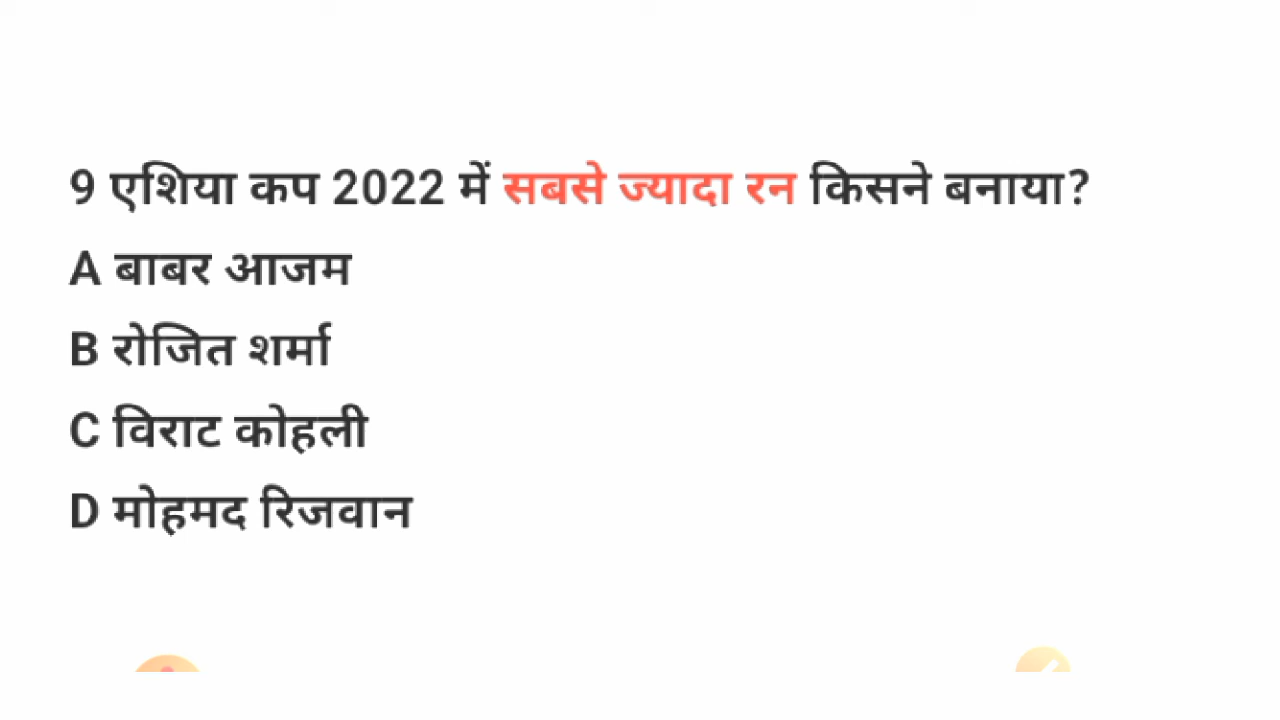 9 एशिया कप 2022 में सबसे ज्यादा रन किसने बनाया?
A बाबर आजम
B रोजित शर्मा
C विराट कोहली
D मोहमद रिजवान